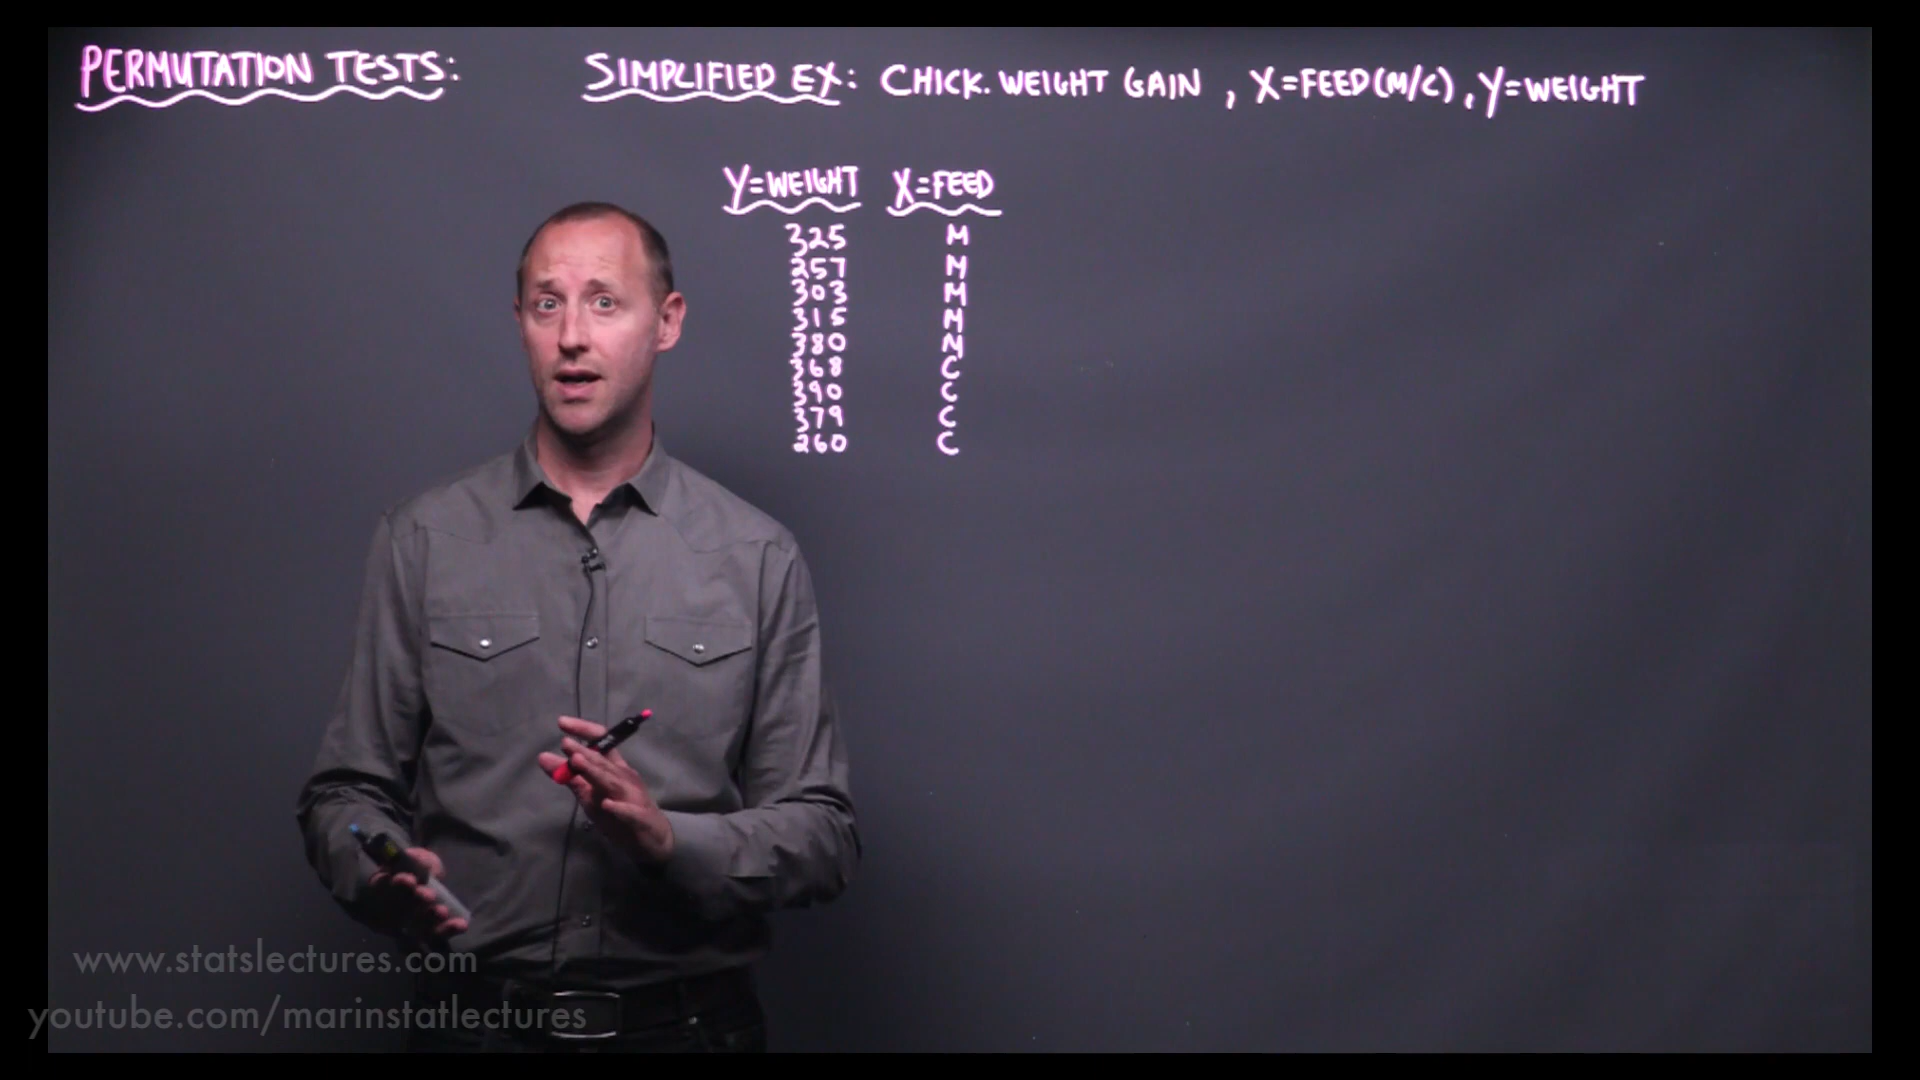 PERMUTATION TESTS: SIMPLIFIED EX: CHICK. WEIGHT GAIN, X=FEED(M/C), Y=WEIGHT
Y=WEIGHT X=FEED
325 M
257 M
303 M
315 M
380 M
368 C
390 C
379 C
260 C
www.statslectures.com
youtube.com/marinstatlectures